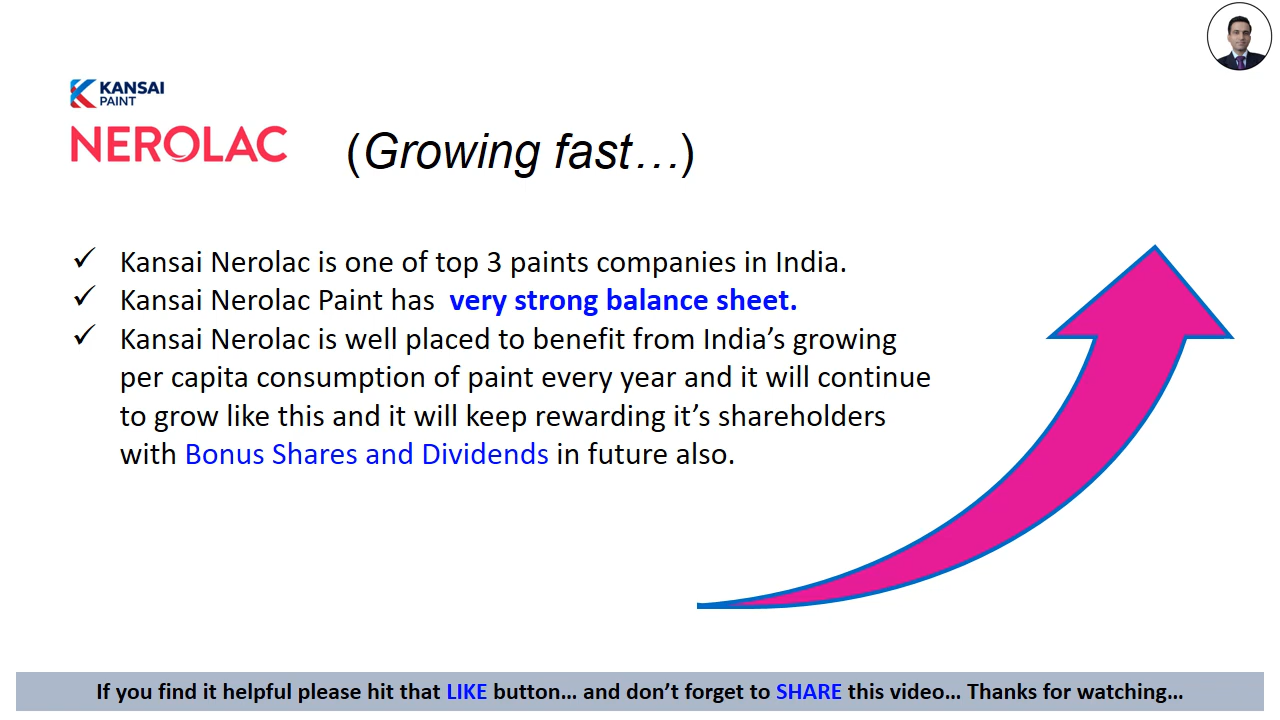 KANSAI
PAINT
NEROLAC
(Growing fast…)
✓ Kansai Nerolac is one of top 3 paints companies in India.
✓ Kansai Nerolac Paint has very strong balance sheet.
✓ Kansai Nerolac is well placed to benefit from India’s growing
per capita consumption of paint every year and it will continue
to grow like this and it will keep rewarding it’s shareholders
with Bonus Shares and Dividends in future also.
If you find it helpful please hit that LIKE button… and don’t forget to SHARE this video… Thanks for watching…